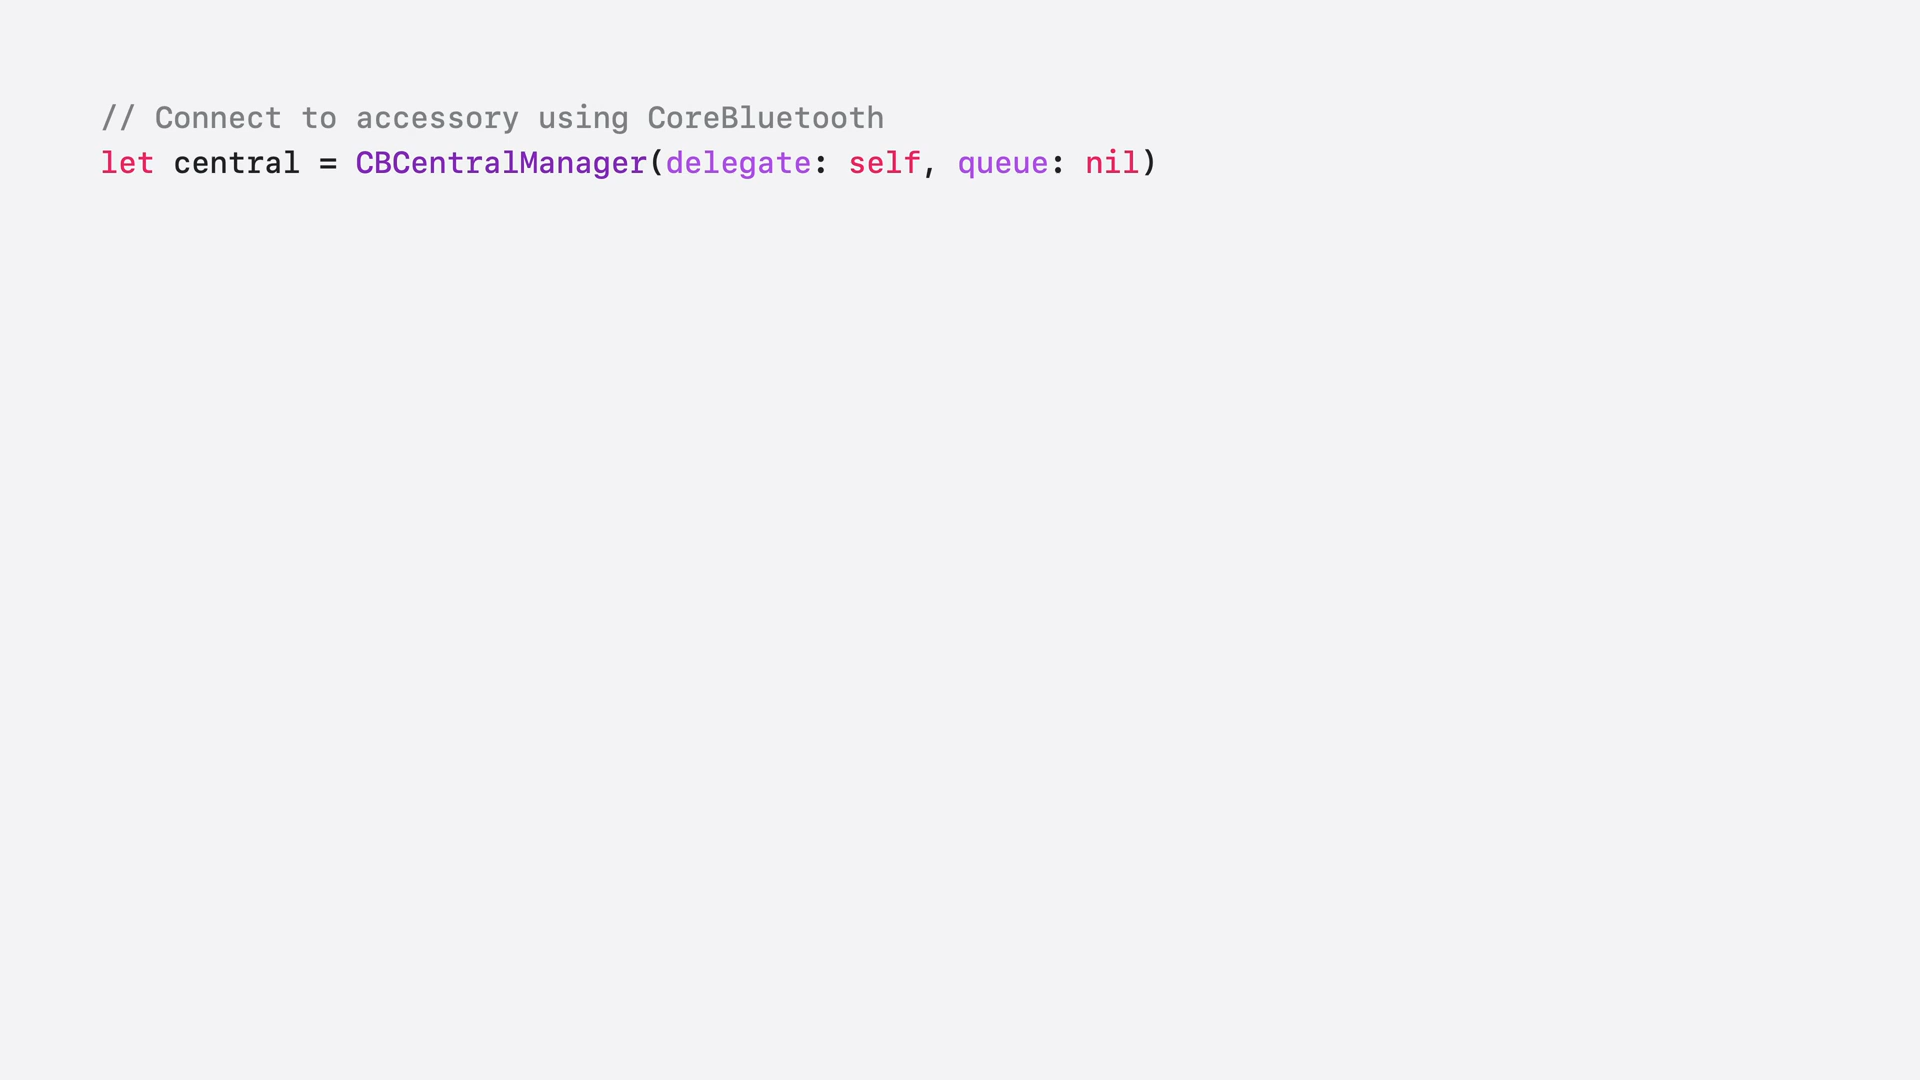 // Connect to accessory using CoreBluetooth
let central = CBCentralManager(delegate: self, queue: nil)